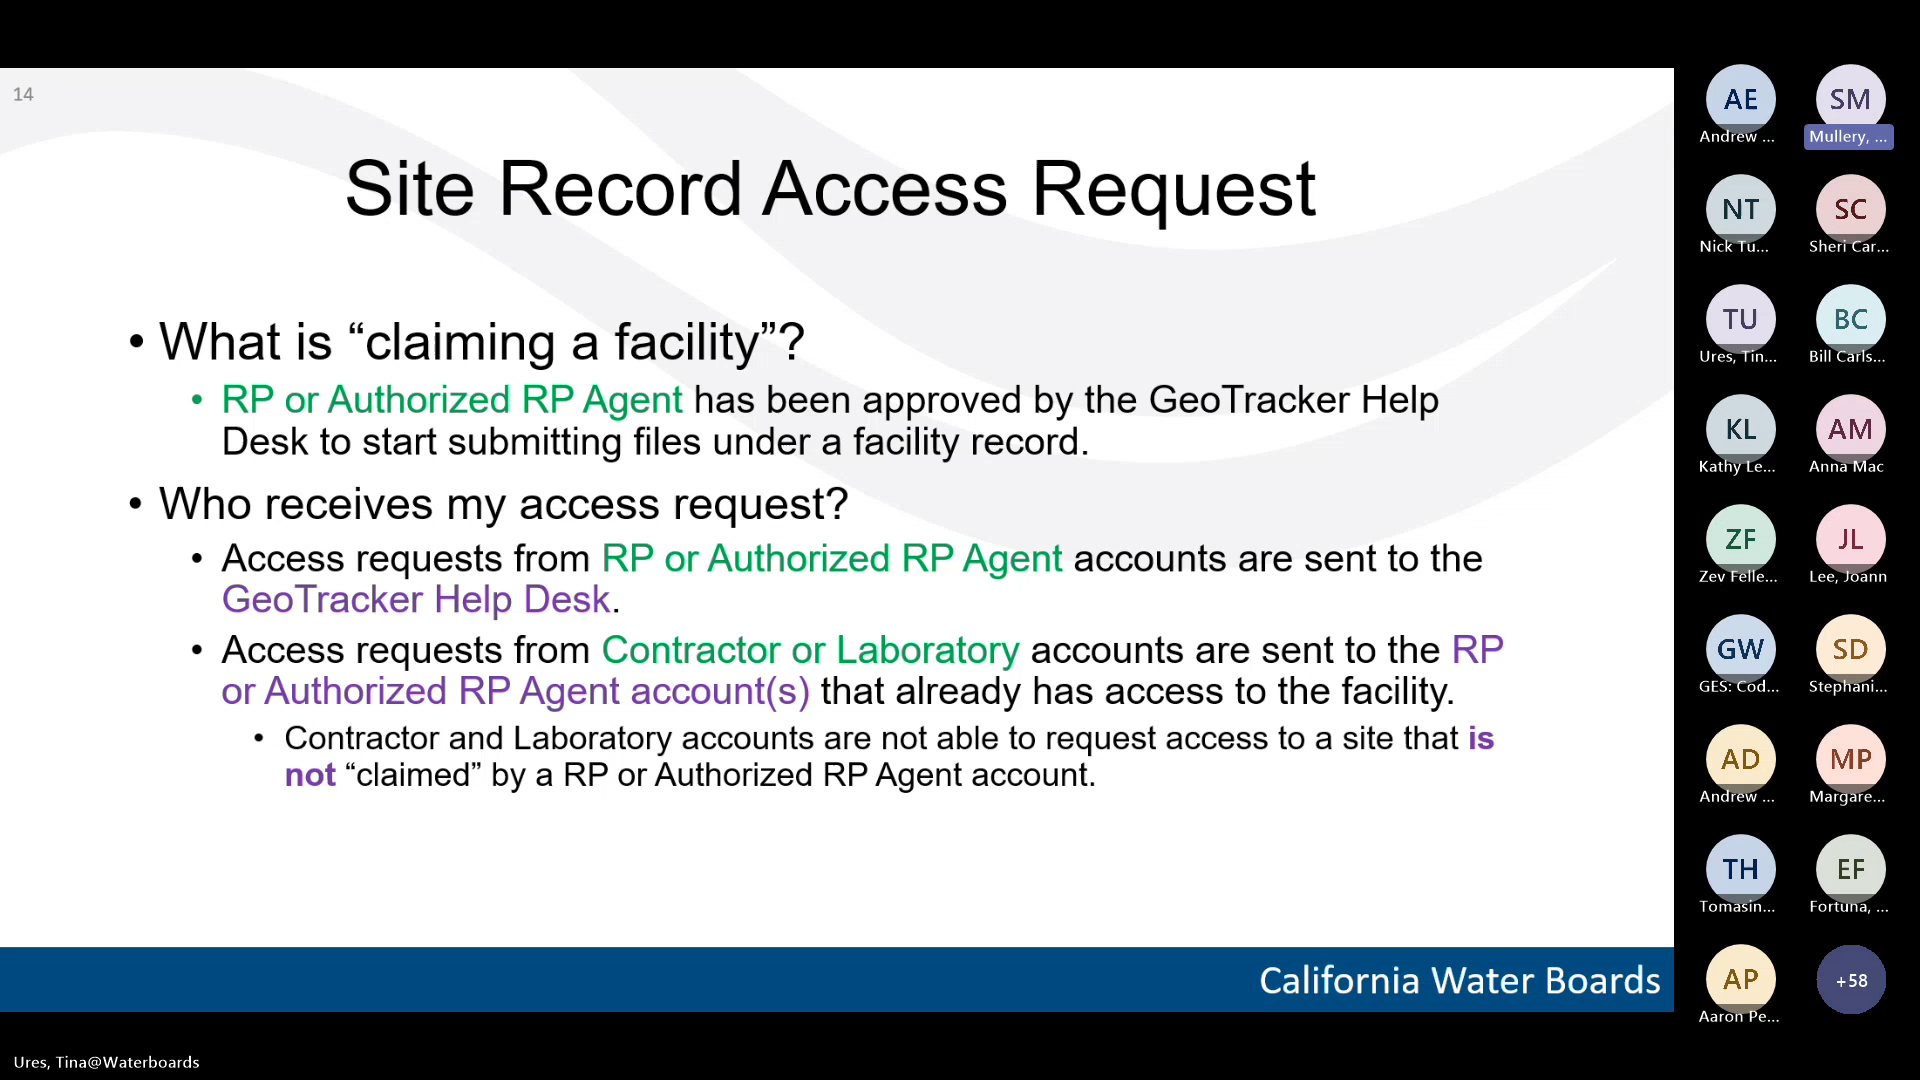 14
Site Record Access Request
• What is “claiming a facility”?
• RP or Authorized RP Agent has been approved by the GeoTracker Help
Desk to start submitting files under a facility record.
• Who receives my access request?
• Access requests from RP or Authorized RP Agent accounts are sent to the
GeoTracker Help Desk.
• Access requests from Contractor or Laboratory accounts are sent to the RP
or Authorized RP Agent account(s) that already has access to the facility.
• Contractor and Laboratory accounts are not able to request access to a site that is
not “claimed” by a RP or Authorized RP Agent account.
California Water Boards
Ures, Tina@Waterboards
AE
Andrew ...
SM
Mullery, ...
NT
Nick Tu...
SC
Sheri Car...
TU
Ures, Tin...
BC
Bill Carls...
KL
Kathy Le...
AM
Anna Mac
ZF
Zev Felle...
JL
Lee, Joann
GW
GES: Cod...
SD
Stephani...
AD
Andrew ...
MP
Margare...
TH
Tomasin...
EF
Fortuna, ...
AP
Aaron Pe...
+58